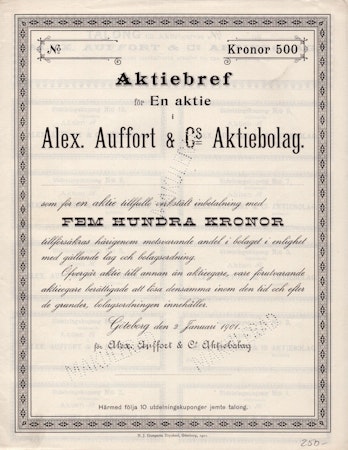 No Kronor 500
Aktiebref
för En aktie
i
Alex. Auffort & Cs Aktiebolag.
som för en aktie tillfullo verkstält inbetalning med
FEM HUNDRA KRONOR
tillförsäkras härigenom motsvarande andel i bolaget i enlighet
med gällande lag och bolagsordning.
Öfvergår aktie till annan än aktieegare, vare förutvarande
aktieegare berättigade att lösa densamma inom den tid och efter
de grunder, bolagsordningen innehåller.
Göteborg den 2 Januari 1901.
för Alex. Auffort & Cs Aktiebolag
Härmed följa 10 utdelningskuponger jemte talong.
250-